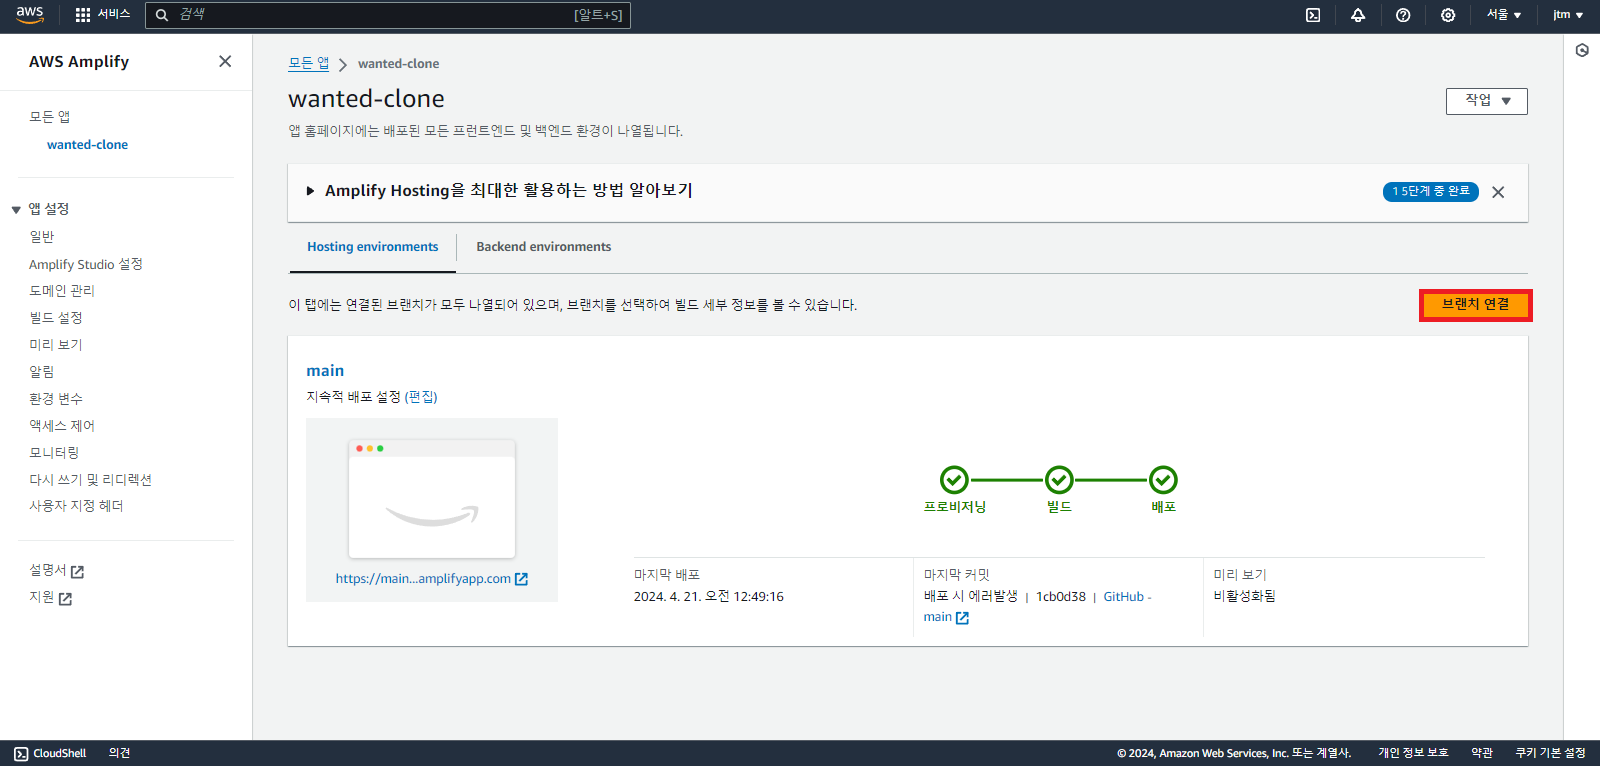 aws
서비스
검색
[알트+S]
서울
jtm
AWS Amplify
모든 앱
wanted-clone
앱 설정
일반
Amplify Studio 설정
도메인 관리
빌드 설정
미리 보기
알림
환경 변수
액세스 제어
모니터링
다시 쓰기 및 리디렉션
사용자 지정 헤더
설명서
지원
모든 앱
wanted-clone
wanted-clone
작업
앱 홈페이지에는 배포된 모든 프런트엔드 및 백엔드 환경이 나열됩니다.
Amplify Hosting을 최대한 활용하는 방법 알아보기
1 5단계 중 완료
Hosting environments
Backend environments
이 탭에는 연결된 브랜치가 모두 나열되어 있으며, 브랜치를 선택하여 빌드 세부 정보를 볼 수 있습니다.
브랜치 연결
main
지속적 배포 설정 (편집)
https://main...amplifyapp.com
프로비저닝
빌드
배포
마지막 배포
2024. 4. 21. 오전 12:49:16
마지막 커밋
배포 시 에러발생 | 1cb0d38 | GitHub -
main
미리 보기
비활성화됨
CloudShell
의견
© 2024, Amazon Web Services, Inc. 또는 계열사.
개인 정보 보호
약관
쿠키 기본 설정